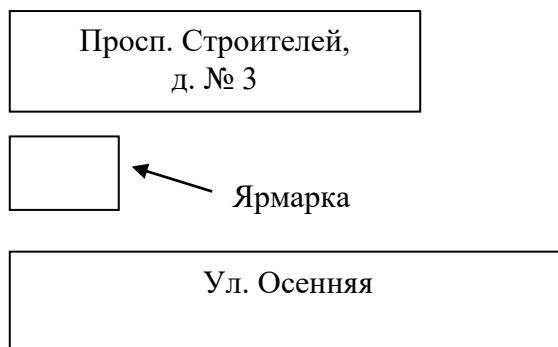 Просп. Строителей,
д. № 3
Ярмарка
Ул. Осенняя